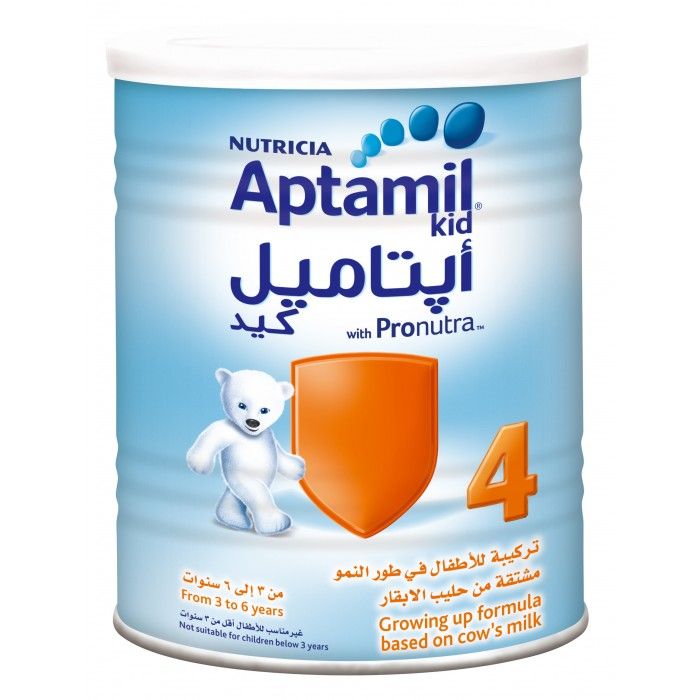 NUTRICIA
Aptamil®
kid
أپتاميل
كيد
with Pronutra™
4
تركيبة للأطفال في طور النمو
مشتقة من حليب الابقار
Growing up formula
based on cow's milk
من ٣ إلى ٦ سنوات
From 3 to 6 years
غير مناسب للأطفال أقل من ٣ سنوات
Not suitable for children below 3 years